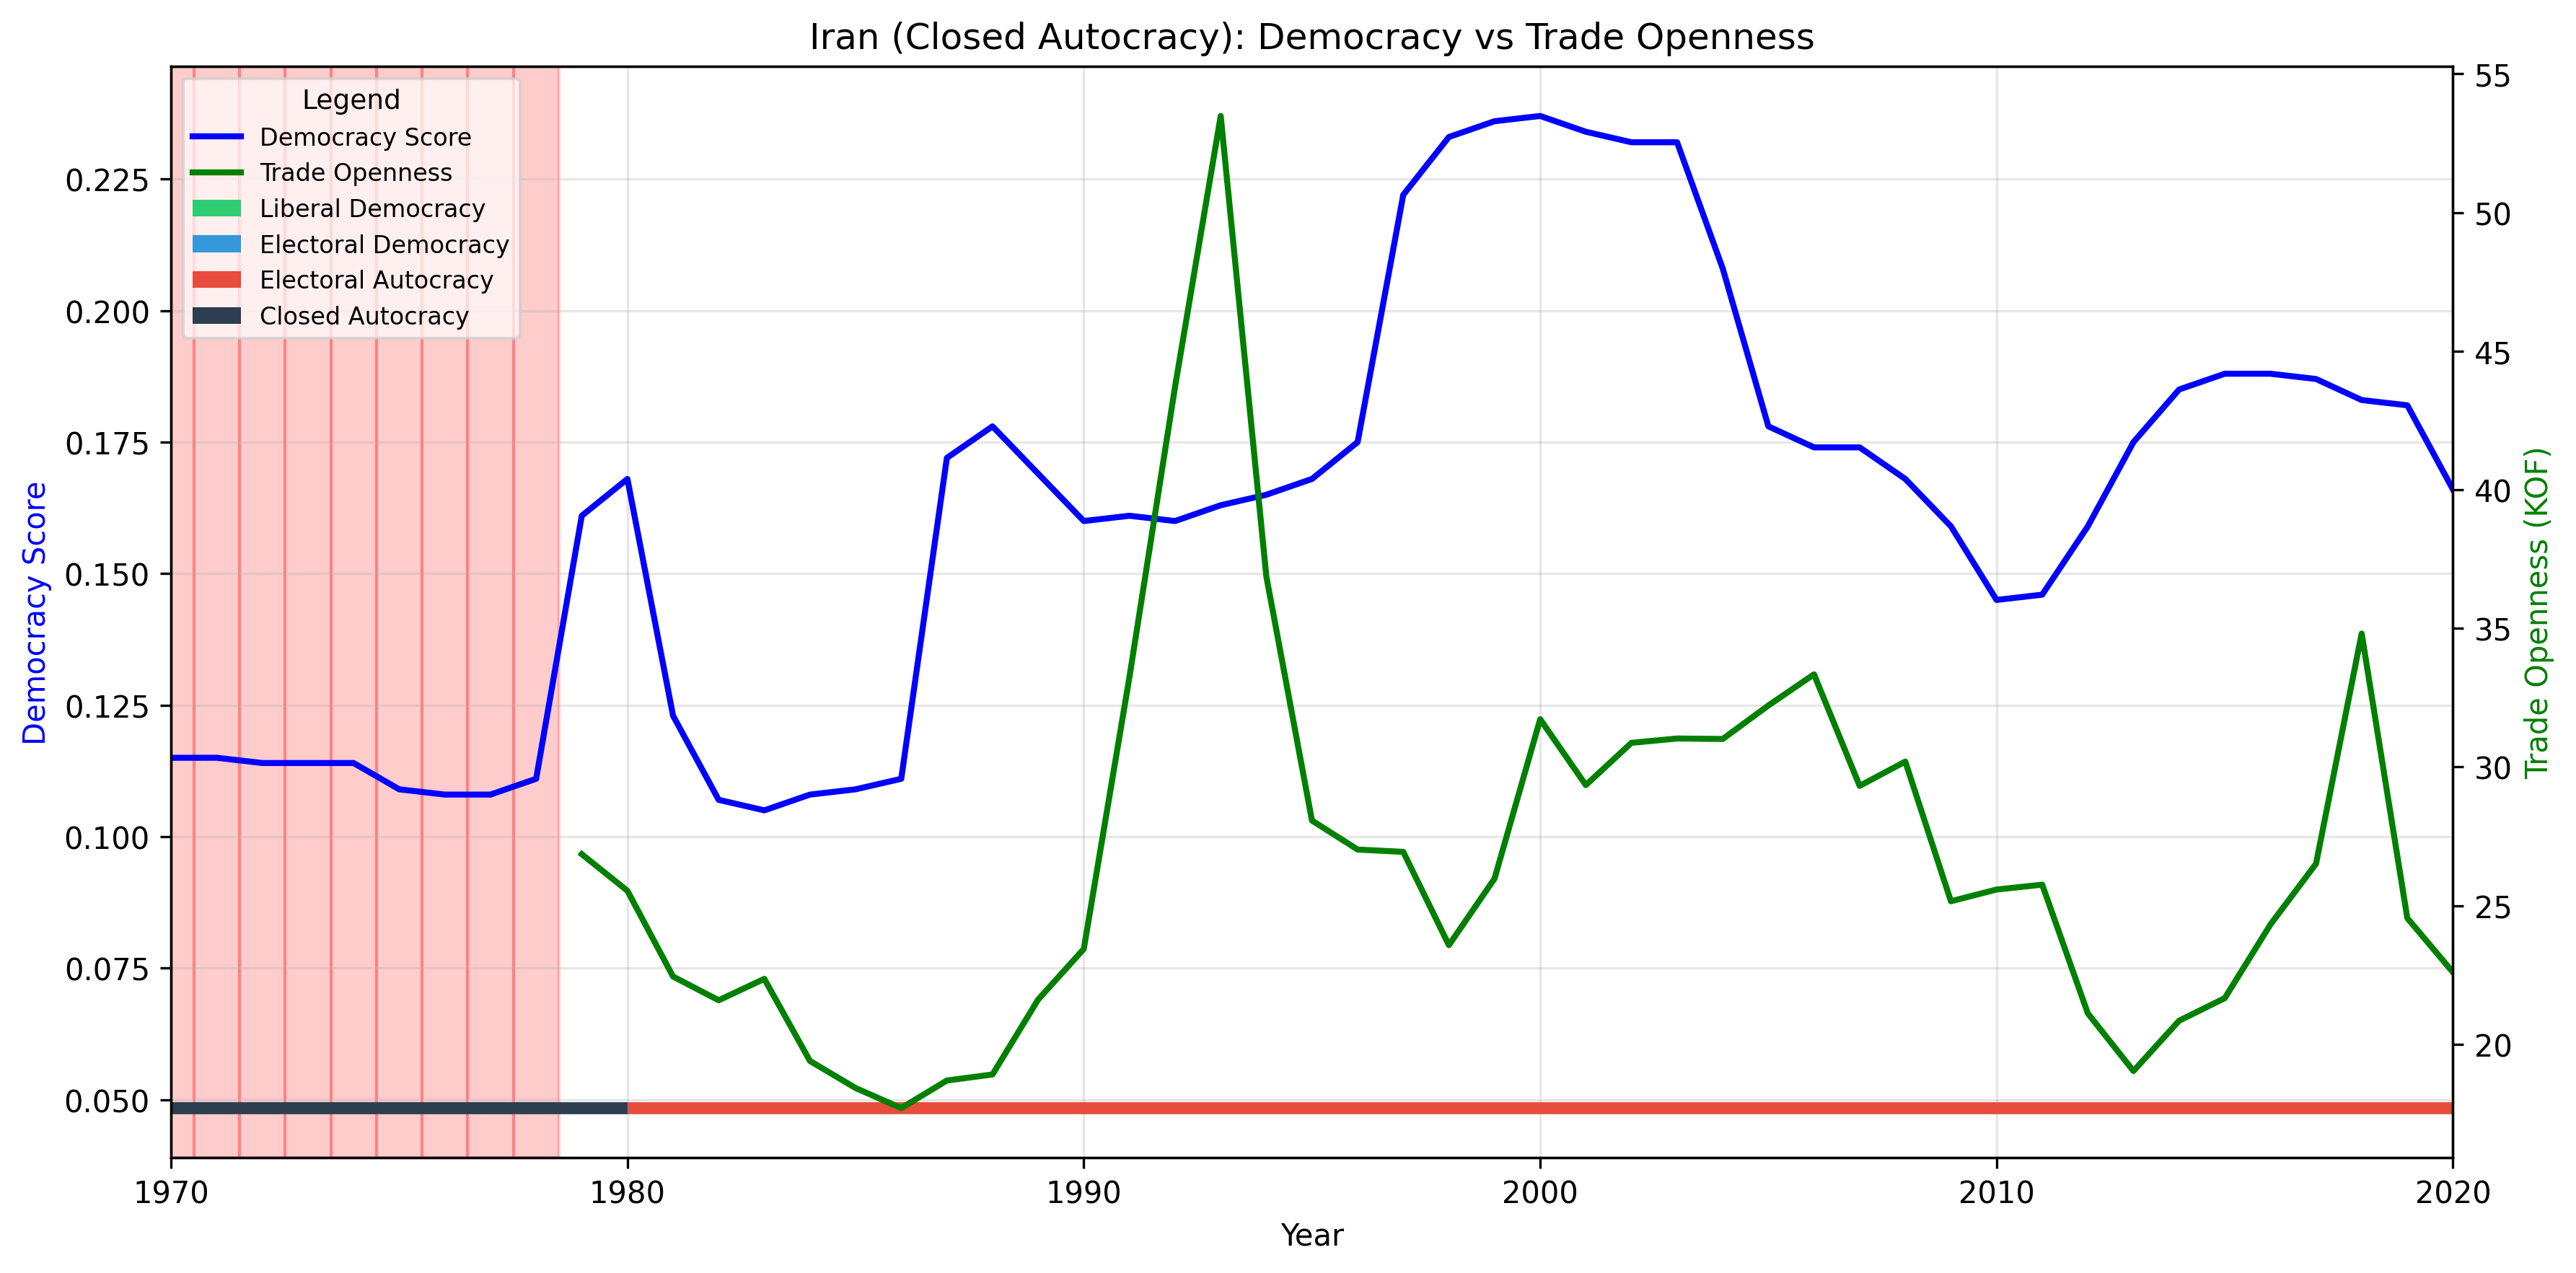 Iran (Closed Autocracy): Democracy vs Trade Openness
Legend
Democracy Score
Trade Openness
Liberal Democracy
Electoral Democracy
Electoral Autocracy
Closed Autocracy
Democracy Score
0.225
0.200
0.175
0.150
0.125
0.100
0.075
0.050
55
50
45
40
35
30
25
20
Trade Openness (KOF)
1970
1980
1990
2000
2010
2020
Year